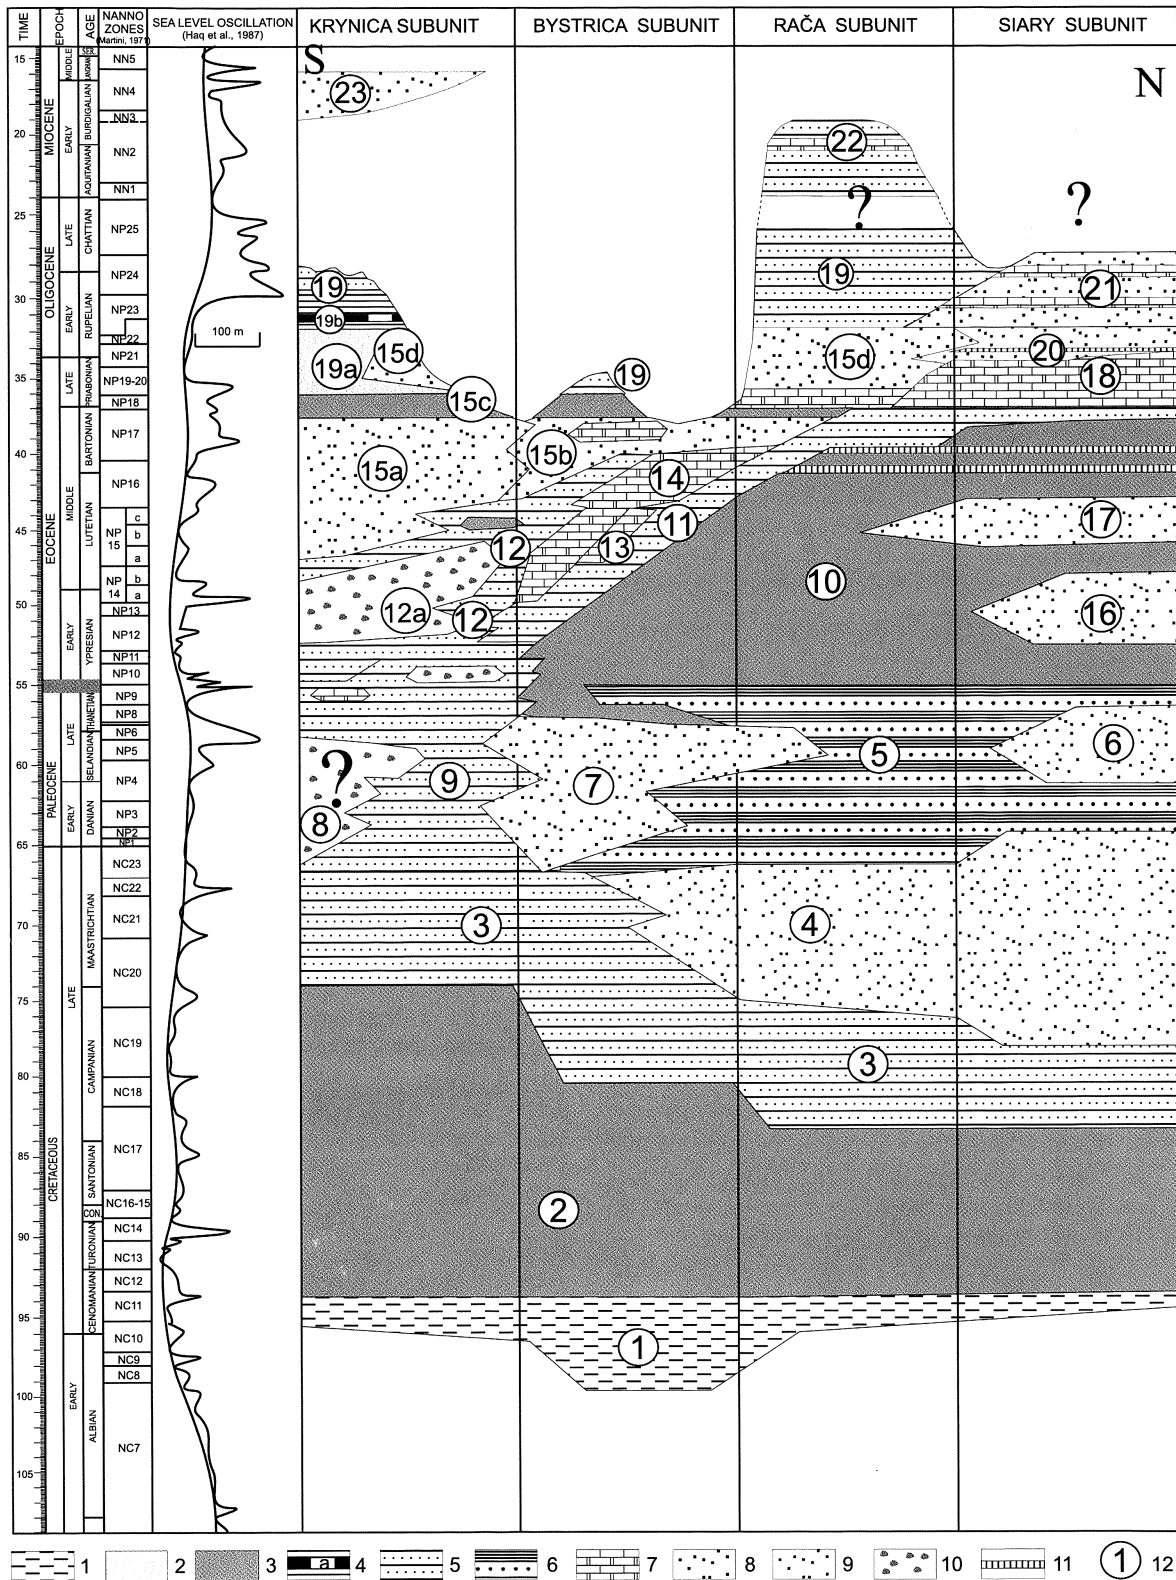 TIME EPOCH AGE NANNO ZONES (Martini, 1971) SEA LEVEL OSCILLATION (Haq et al., 1987) KRYNICA SUBUNIT BYSTRICA SUBUNIT RAČA SUBUNIT SIARY SUBUNIT
S
N
15
20
25
30
35
40
45
50
55
60
65
70
75
80
85
90
95
100
105
MIOCENE
OLIGOCENE
EOCENE
PALEOCENE
CRETACEOUS
MIDDLE
EARLY
LATE
EARLY
LATE
MIDDLE
EARLY
LATE
EARLY
LATE
EARLY
SER.
BURDIGALIAN
AQUITANIAN
CHATTIAN
RUPELIAN
PRIABONIAN
BARTONIAN
LUTETIAN
YPRESIAN
THANETIAN
SELANDIAN
DANIAN
MAASTRICHTIAN
CAMPANIAN
SANTONIAN
CON.
TURONIAN
CENOMANIAN
ALBIAN
NN5
NN4
NN3
NN2
NN1
NP25
NP24
NP23
NP22
NP21
NP19-20
NP18
NP17
NP16
NP 15
c
b
a
NP 14
b
a
NP13
NP12
NP11
NP10
NP9
NP8
NP6
NP5
NP4
NP3
NP2
NP1
NC23
NC22
NC21
NC20
NC19
NC18
NC17
NC16-15
NC14
NC13
NC12
NC11
NC10
NC9
NC8
NC7
100 m
23
22
?
?
19
19
21
19b
20
15d
15d
19a
18
19
15c
15b
15a
14
11
17
12
13
10
12a
12
16
6
5
?
9
7
8
3
4
3
2
1
1 2 3 a 4 5 6 7 8 9 10 11 1 12